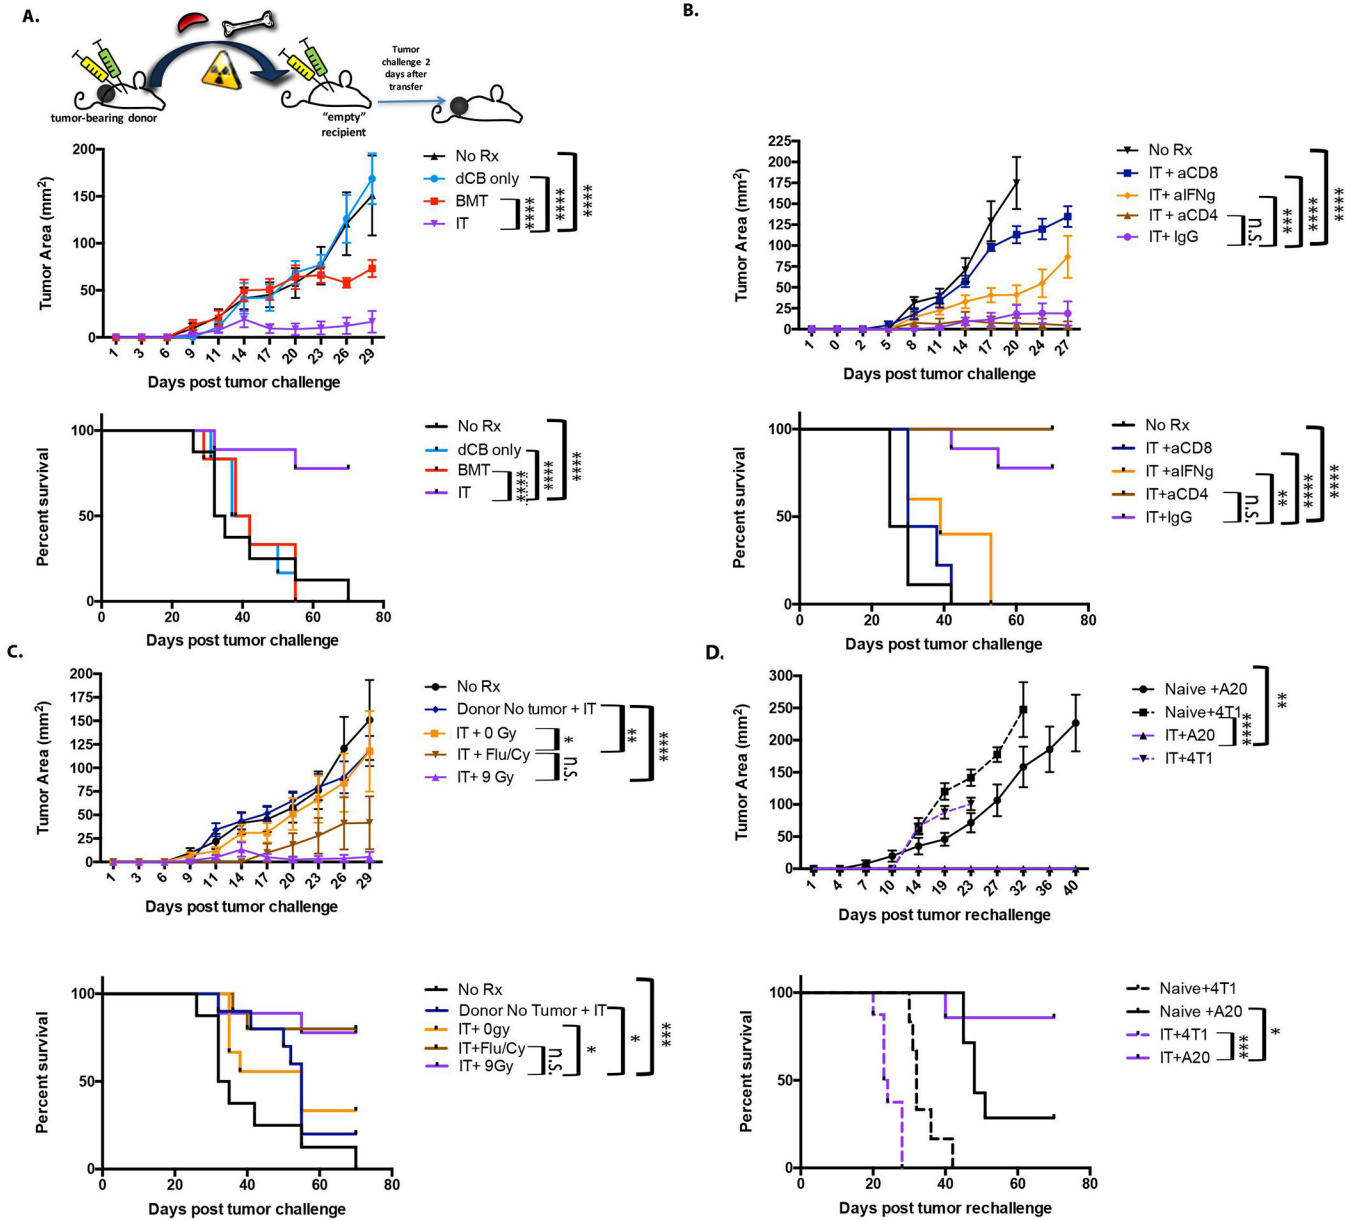 A.
Tumor
challenge 2
days after
transfer
tumor-bearing donor
"empty"
recipient
Tumor Area (mm2)
200
150
100
50
0
1 3 6 9 11 14 17 20 23 26 29
Days post tumor challenge
No Rx
dCB only
BMT
IT
****
****
****
Percent survival
100
50
0
0 20 40 60 80
Days post tumor challenge
No Rx
dCB only
BMT
IT
****
****
****
B.
Tumor Area (mm2)
225
200
175
150
125
100
75
50
25
0
1 0 2 5 8 11 14 17 20 24 27
Days post tumor challenge
No Rx
IT + aCD8
IT+ aIFNg
IT + aCD4
IT+ IgG
n.s.
***
****
****
Percent survival
100
50
0
0 20 40 60 80
Days post tumor challenge
No Rx
IT +aCD8
IT +aIFNg
IT+aCD4
IT+IgG
n.s.
**
****
****
C.
Tumor Area (mm2)
200
175
150
125
100
75
50
25
0
1 3 6 9 11 14 17 20 23 26 29
Days post tumor challenge
No Rx
Donor No tumor + IT
IT + 0 Gy
IT + Flu/Cy
IT+ 9 Gy
*
n.s.
**
****
Percent survival
100
50
0
0 20 40 60 80
Days post tumor challenge
No Rx
Donor No Tumor + IT
IT+ 0gy
IT+Flu/Cy
IT+ 9Gy
n.s.
*
*
***
D.
Tumor Area (mm2)
300
250
200
150
100
50
0
1 4 7 10 14 19 23 27 32 36 40
Days post tumor rechallenge
Naive +A20
Naive+4T1
IT+A20
IT+4T1
****
**
Percent survival
100
50
0
0 20 40 60 80
Days post tumor rechallenge
Naive+4T1
Naive +A20
IT+4T1
IT+A20
***
*